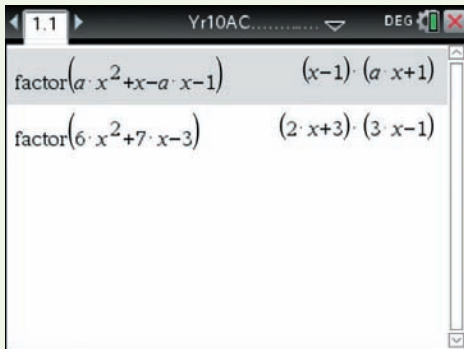 1.1 Yr10AC............ DEG
factor(a·x²+x−a·x−1) (x−1)·(a·x+1)
factor(6·x²+7·x−3) (2·x+3)·(3·x−1)